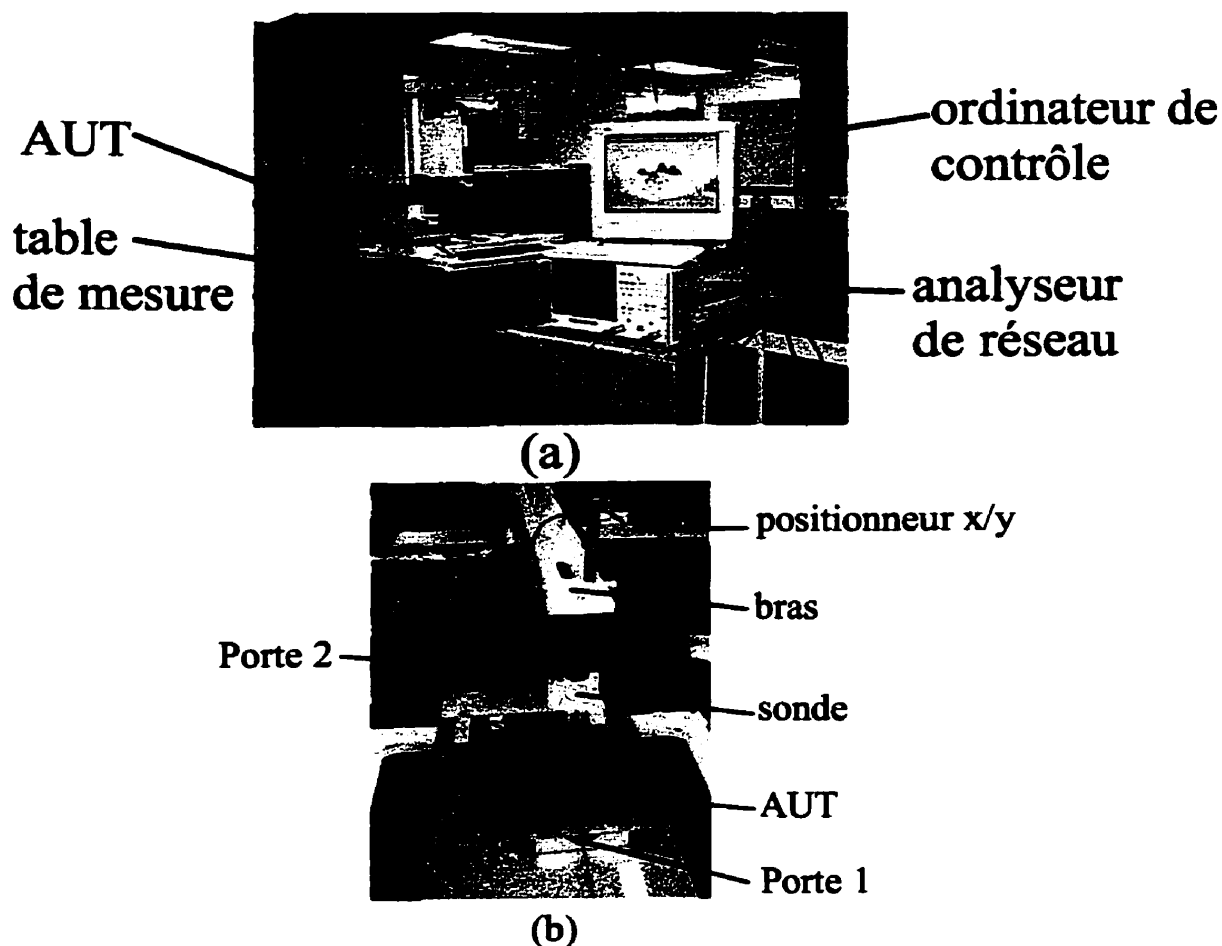 AUT
table
de mesure
ordinateur de
contrôle
analyseur
de réseau
(a)
positionneur x/y
bras
Porte 2
sonde
AUT
Porte 1
(b)